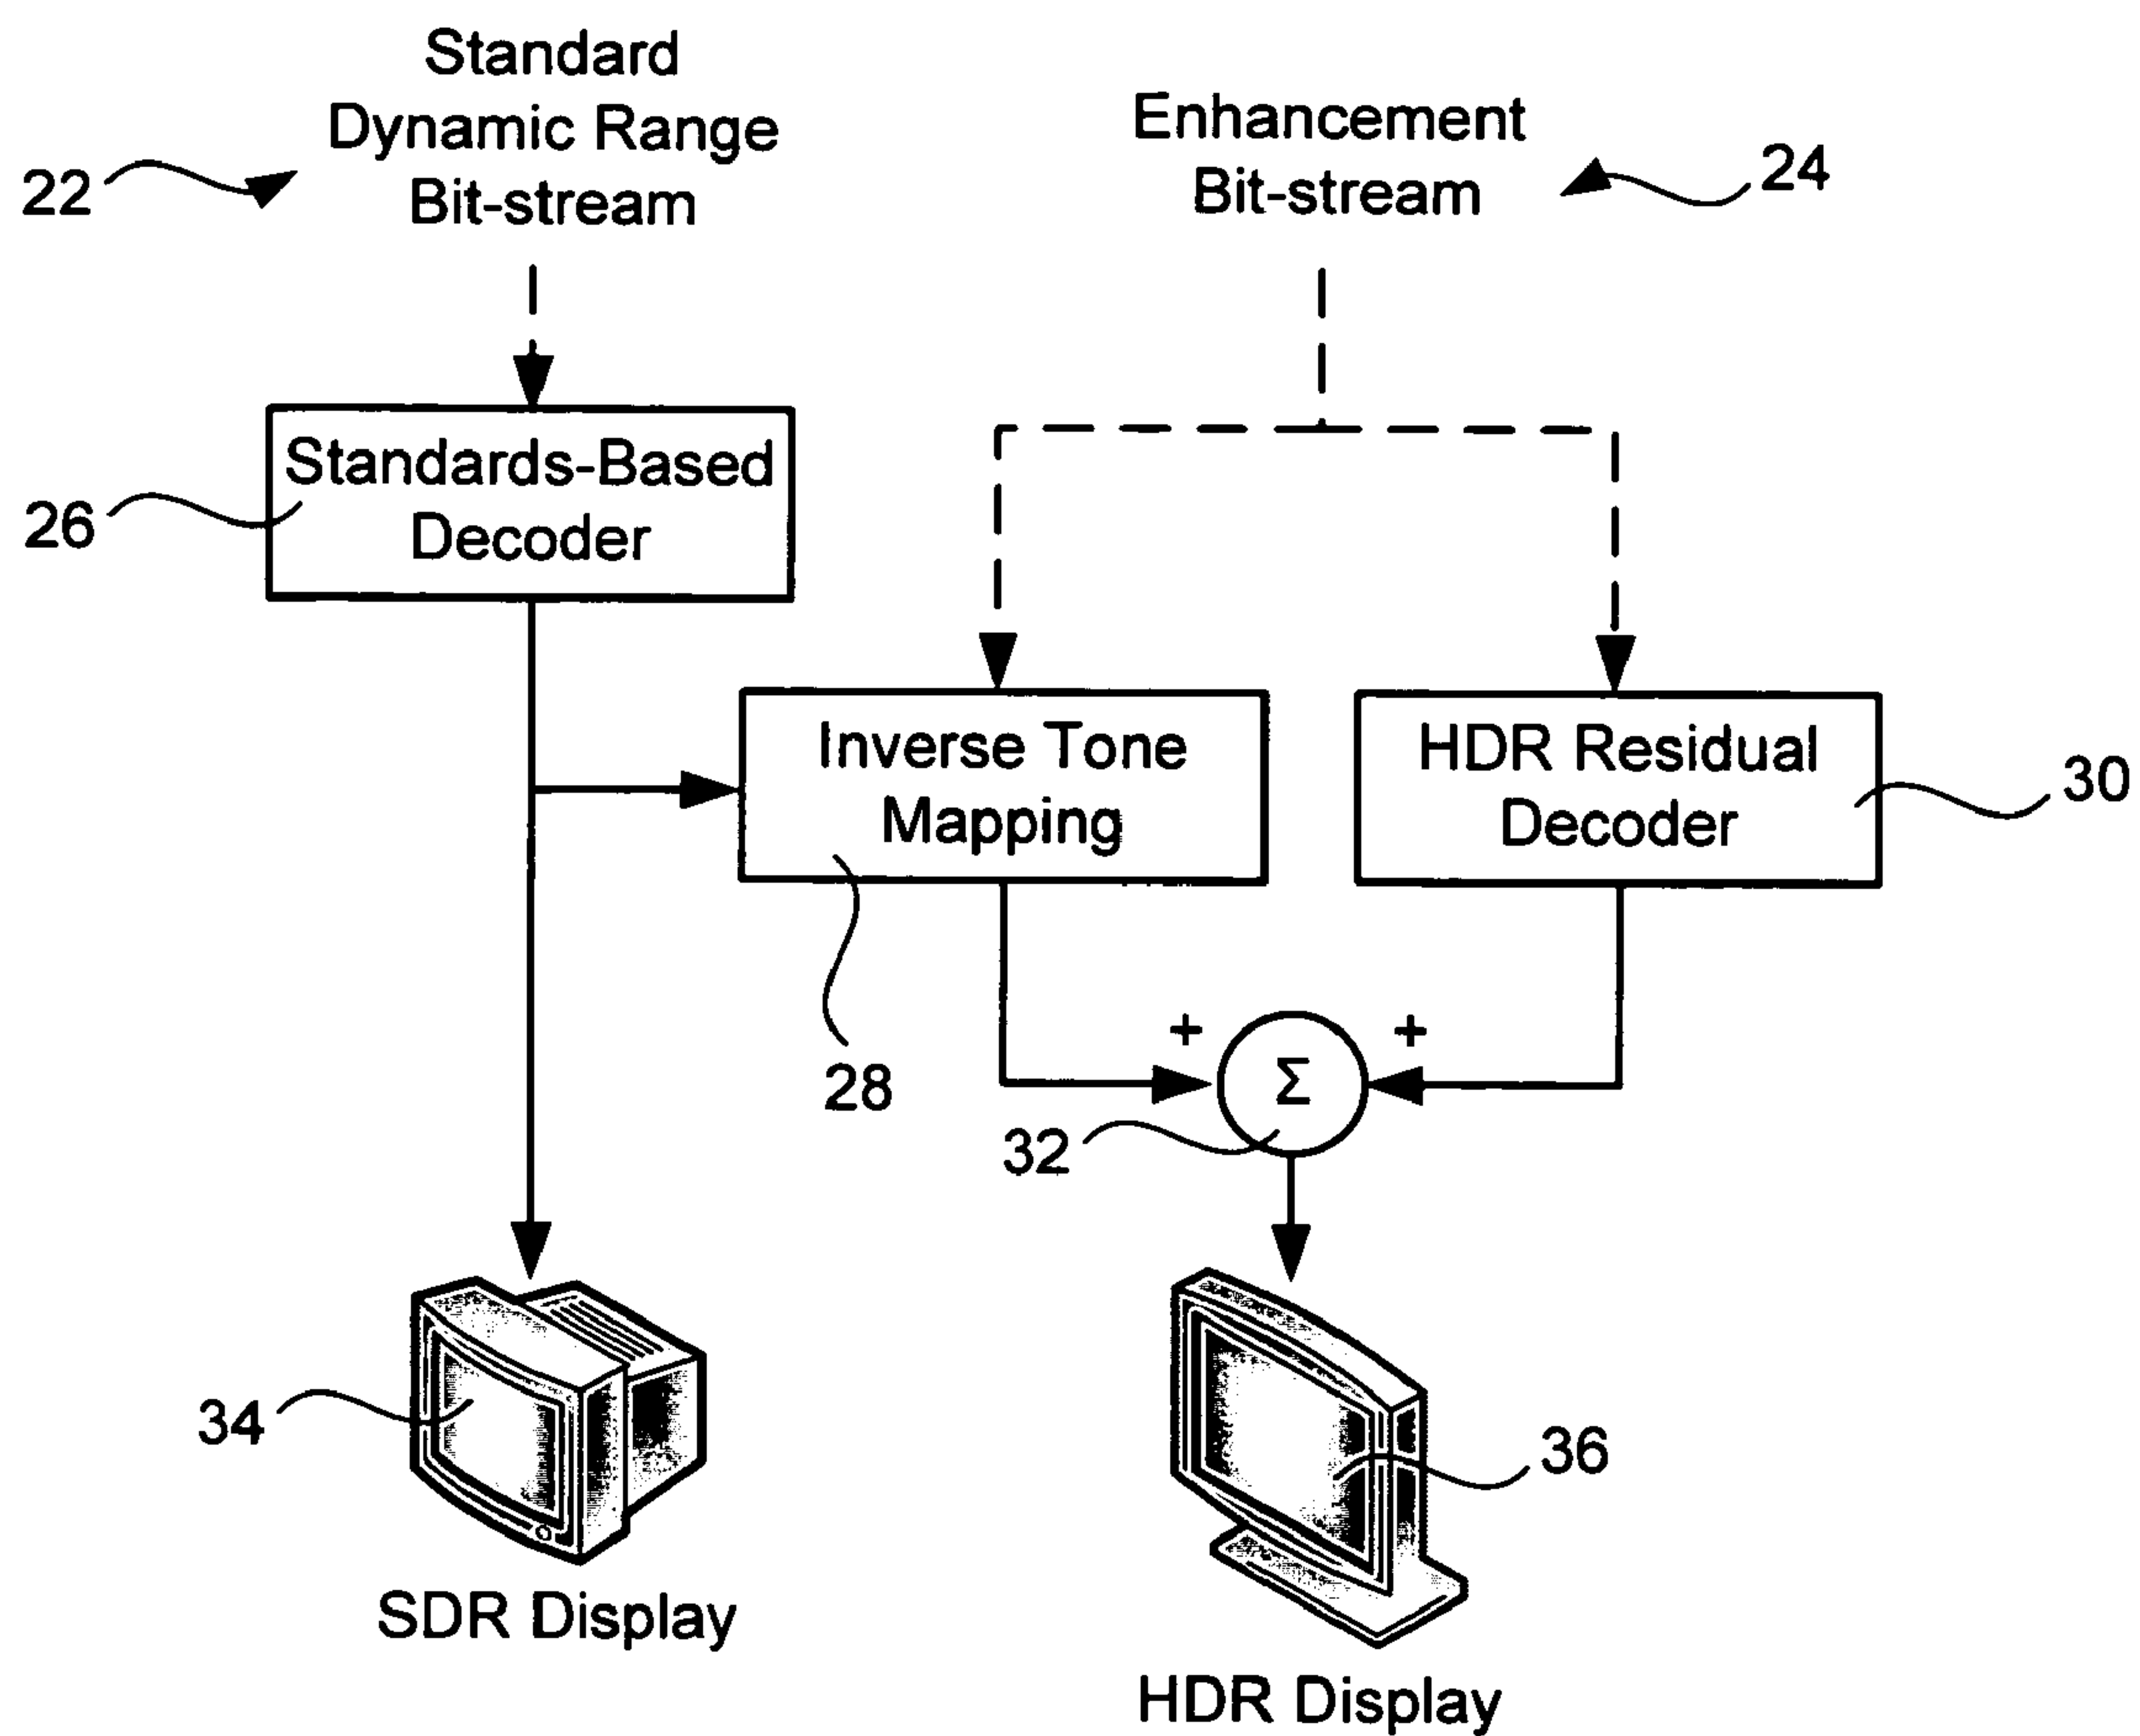 Standard
Dynamic Range
Bit-stream
22
Enhancement
Bit-stream
24
Standards-Based
Decoder
26
Inverse Tone
Mapping
28
HDR Residual
Decoder
30
+
Σ
+
32
34
SDR Display
36
HDR Display